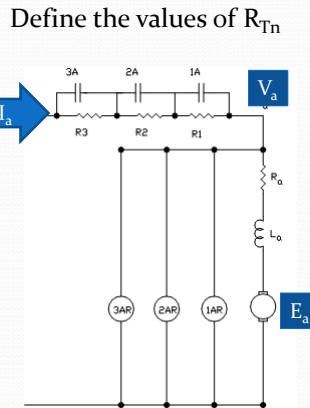 Define the values of R_Tn
3A 2A 1A
V_a
I_a
R3 R2 R1
R_a
L_a
3AR 2AR 1AR
E_a